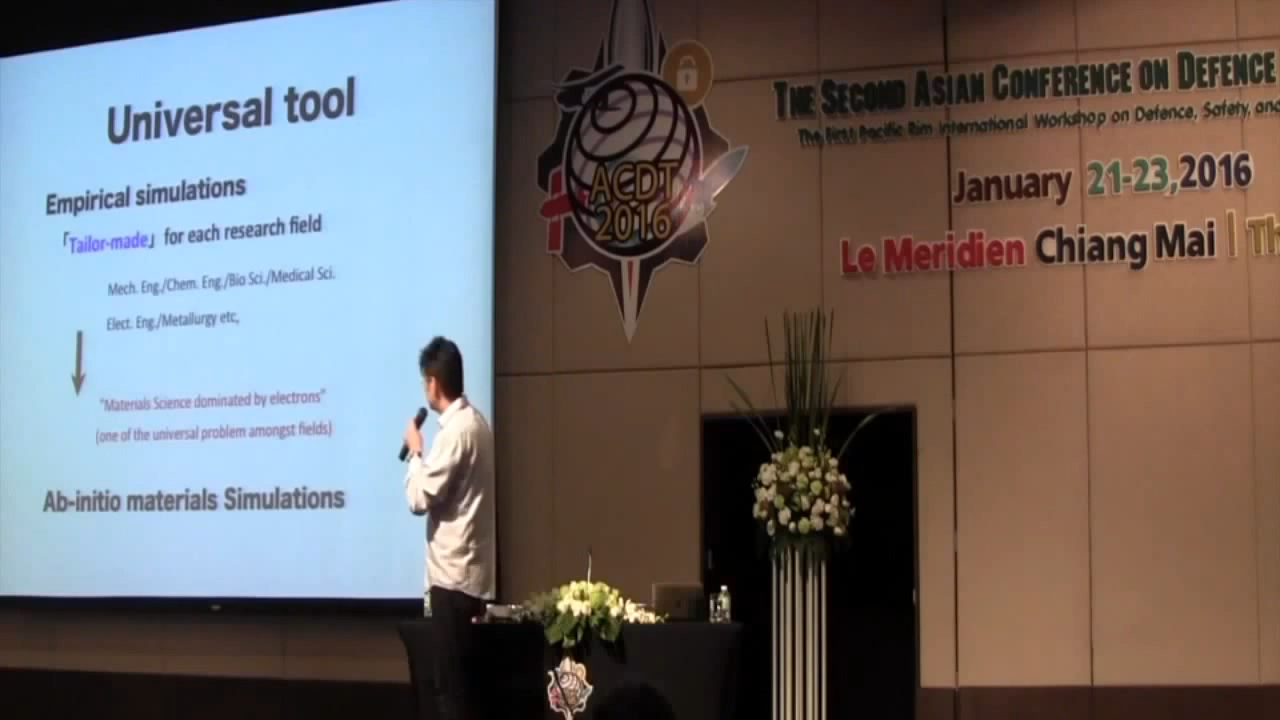 Universal tool
Empirical simulations
「Tailor-made」 for each research field
Mech. Eng./Chem. Eng./Bio Sci./Medical Sci.
Elect. Eng./Metallurgy etc,
"Materials Science dominated by electrons"
(one of the universal problem amongst fields)
Ab-initio materials Simulations
ACDT
2016
THE SECOND ASIAN CONFERENCE ON DEFENCE
The First Pacific Rim International Workshop on Defence, Safety, and
January 21-23,2016
Le Meridien Chiang Mai | Th